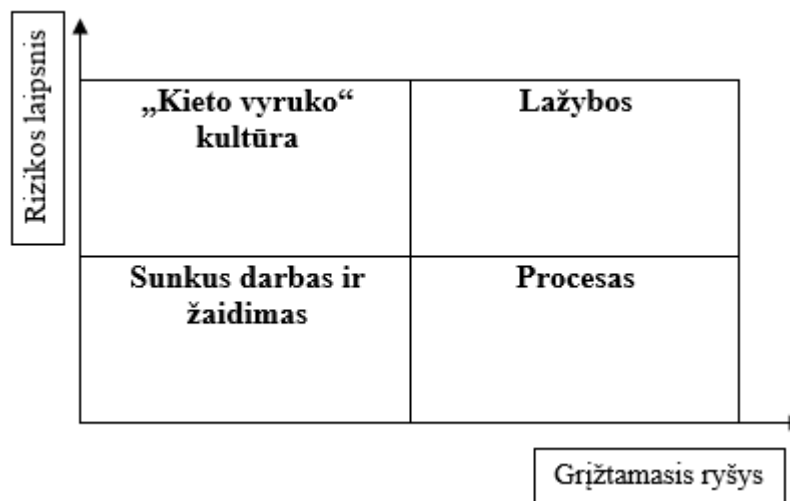 Rizikos laipsnis
„Kieto vyruko“
kultūra
Lažybos
Sunkus darbas ir
žaidimas
Procesas
Grįžtamasis ryšys